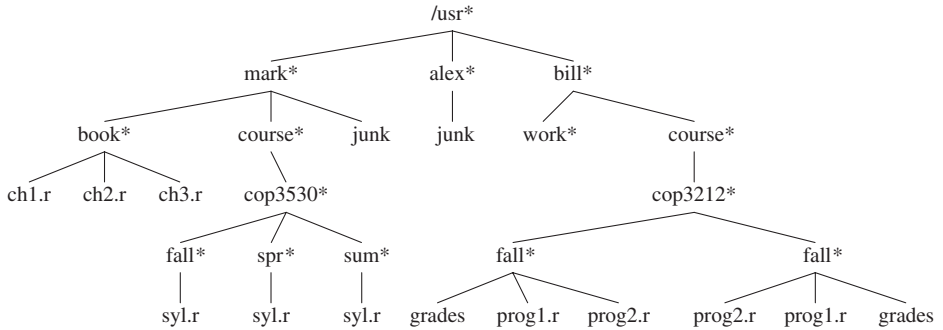 /usr*
mark* alex* bill*
book* course* junk junk work* course*
ch1.r ch2.r ch3.r cop3530* cop3212*
fall* spr* sum* fall* fall*
syl.r syl.r syl.r grades prog1.r prog2.r prog2.r prog1.r grades